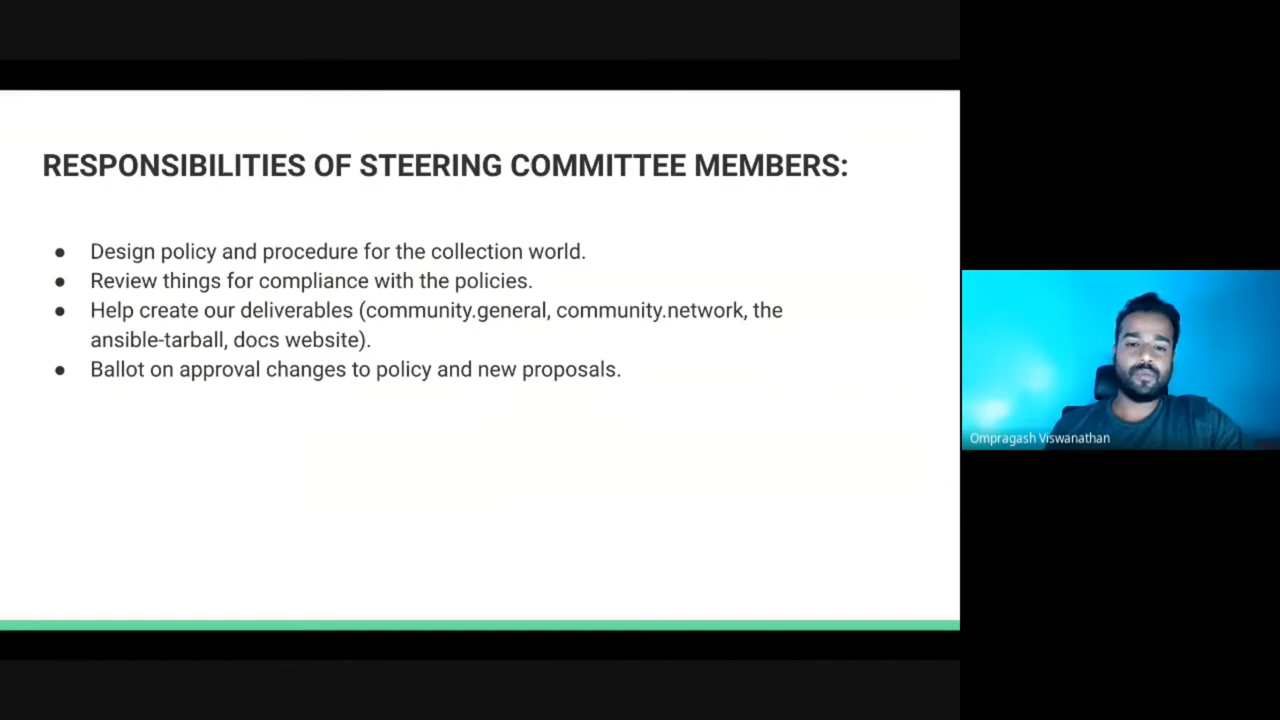 RESPONSIBILITIES OF STEERING COMMITTEE MEMBERS:
● Design policy and procedure for the collection world.
● Review things for compliance with the policies.
● Help create our deliverables (community.general, community.network, the
ansible-tarball, docs website).
● Ballot on approval changes to policy and new proposals.
Ompragash Viswanathan